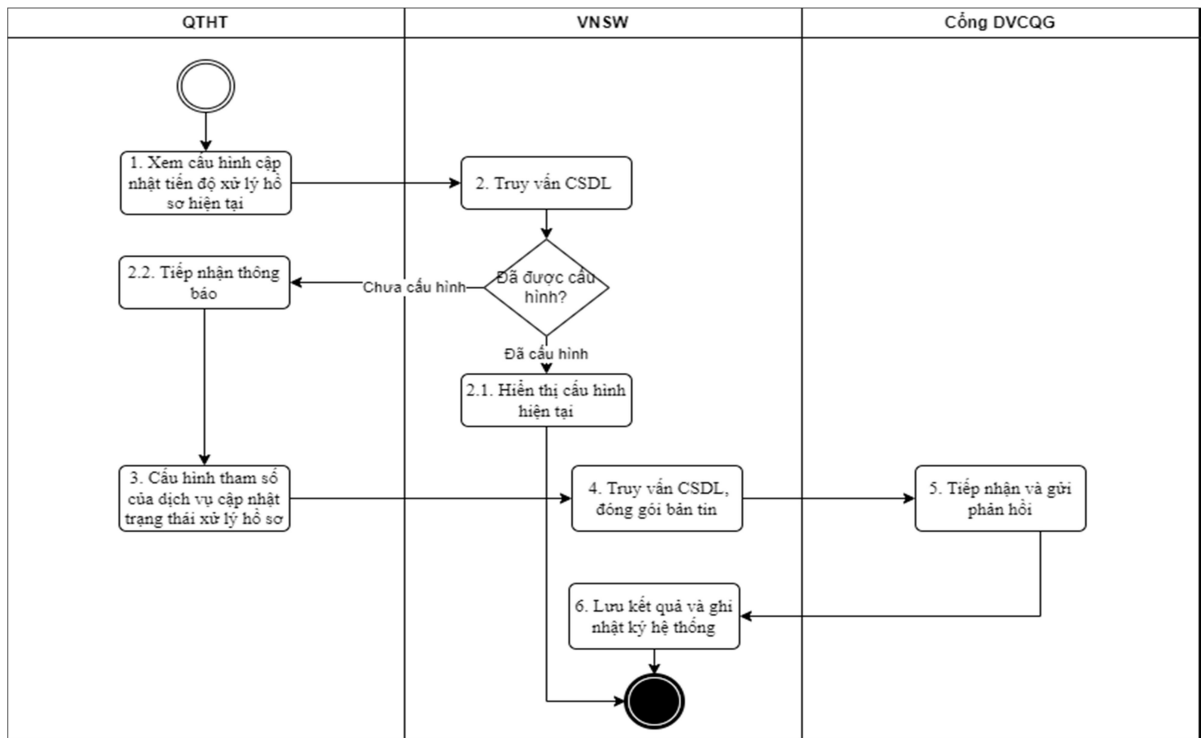 QTHT
VNSW
Cổng DVCQG
1. Xem cấu hình cập
nhật tiến độ xử lý hồ
sơ hiện tại
2. Truy vấn CSDL
2.2. Tiếp nhận thông
báo
Chưa cấu hình
Đã được cấu
hình?
Đã cấu hình
2.1. Hiển thị cấu hình
hiện tại
3. Cấu hình tham số
của dịch vụ cập nhật
trạng thái xử lý hồ sơ
4. Truy vấn CSDL,
đóng gói bản tin
5. Tiếp nhận và gửi
phản hồi
6. Lưu kết quả và ghi
nhật ký hệ thống